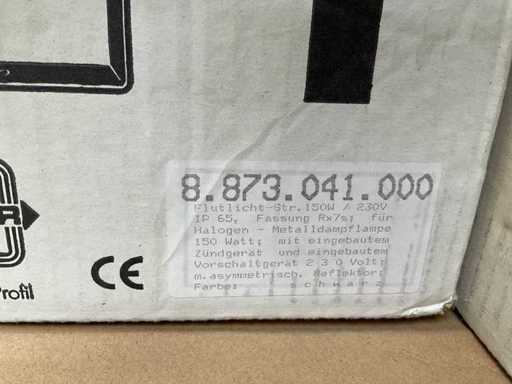 8.873.041.000
Flutlicht-Str.150W / 230V
IP 65, Fassung Rx7s; für
Halogen - Metalldampflampe
150 Watt; mit eingebautem
Zündgerät und eingebautem
Vorschaltgerät 2 3 0 Volt;
m.asymmetrisch. Reflektor;
Farbe: s c h w a r z
CE
Profil